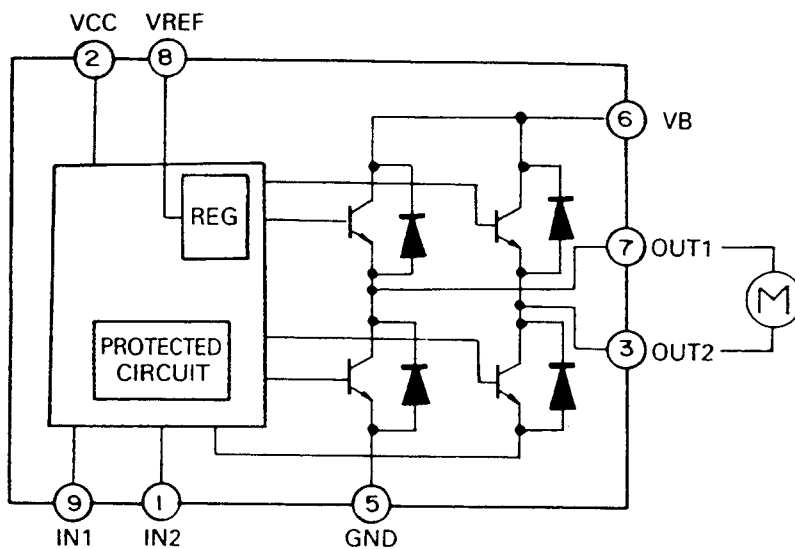 VCC VREF
2 8
6 VB
REG
7 OUT1
M
PROTECTED
CIRCUIT
3 OUT2
9 1 5
IN1 IN2 GND